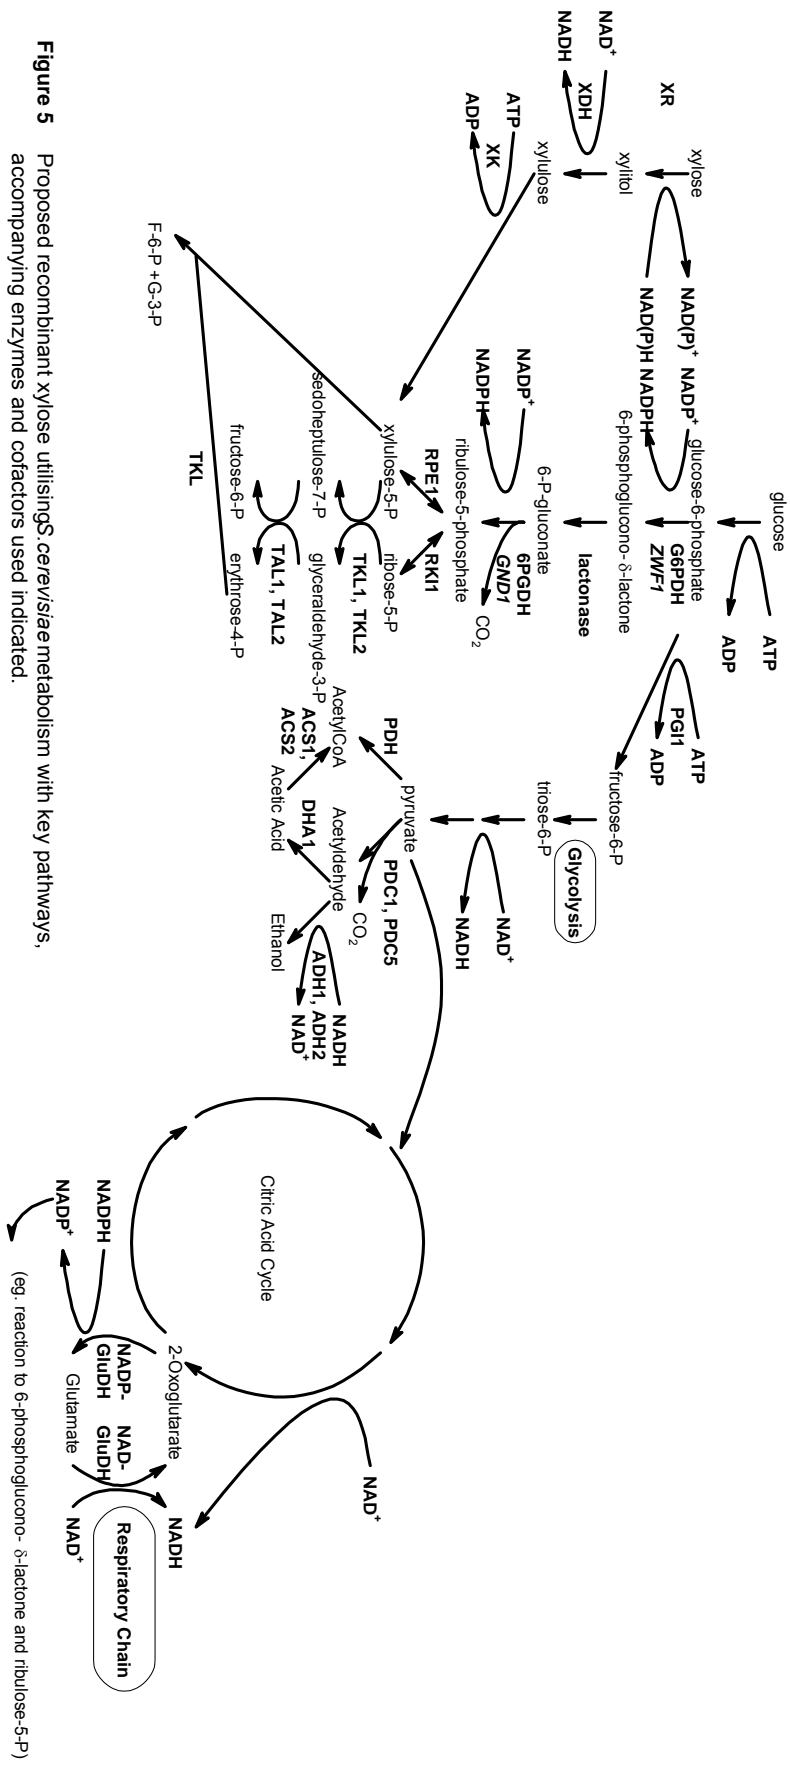 glucose
ATP
ADP
xylose
XR
NAD(P)+
NAD(P)H
NADP+
NADPH
glucose-6-phosphate
G6PDH
ZWF1
ATP
PGI1
ADP
xylitol
NAD+
XDH
NADH
6-phosphoglucono- δ-lactone
fructose-6-P
Glycolysis
lactonase
xylulose
ATP
XK
ADP
6-P-gluconate
NADP+
NADPH
6PGDH
GND1
CO2
triose-6-P
NAD+
NADH
ribulose-5-phosphate
RPE1
RKI1
pyruvate
xylulose-5-P
ribose-5-P
PDH
PDC1, PDC5
CO2
TKL1, TKL2
sedoheptulose-7-P
glyceraldehyde-3-P
AcetylCoA
Acetyldehyde
ACS1,
ACS2
DHA1
NADH
ADH1, ADH2
NAD+
TAL1, TAL2
Acetic Acid
Ethanol
fructose-6-P
erythrose-4-P
TKL
F-6-P +G-3-P
Citric Acid Cycle
NAD+
2-Oxoglutarate
NADH
NADPH
NADP+
NADP-
GluDH
NAD-
GluDH
Glutamate
NAD+
Respiratory Chain
(eg. reaction to 6-phosphoglucono- δ-lactone and ribulose-5-P)
Figure 5 Proposed recombinant xylose utilisingS.cerevisiae metabolism with key pathways,
accompanying enzymes and cofactors used indicated.